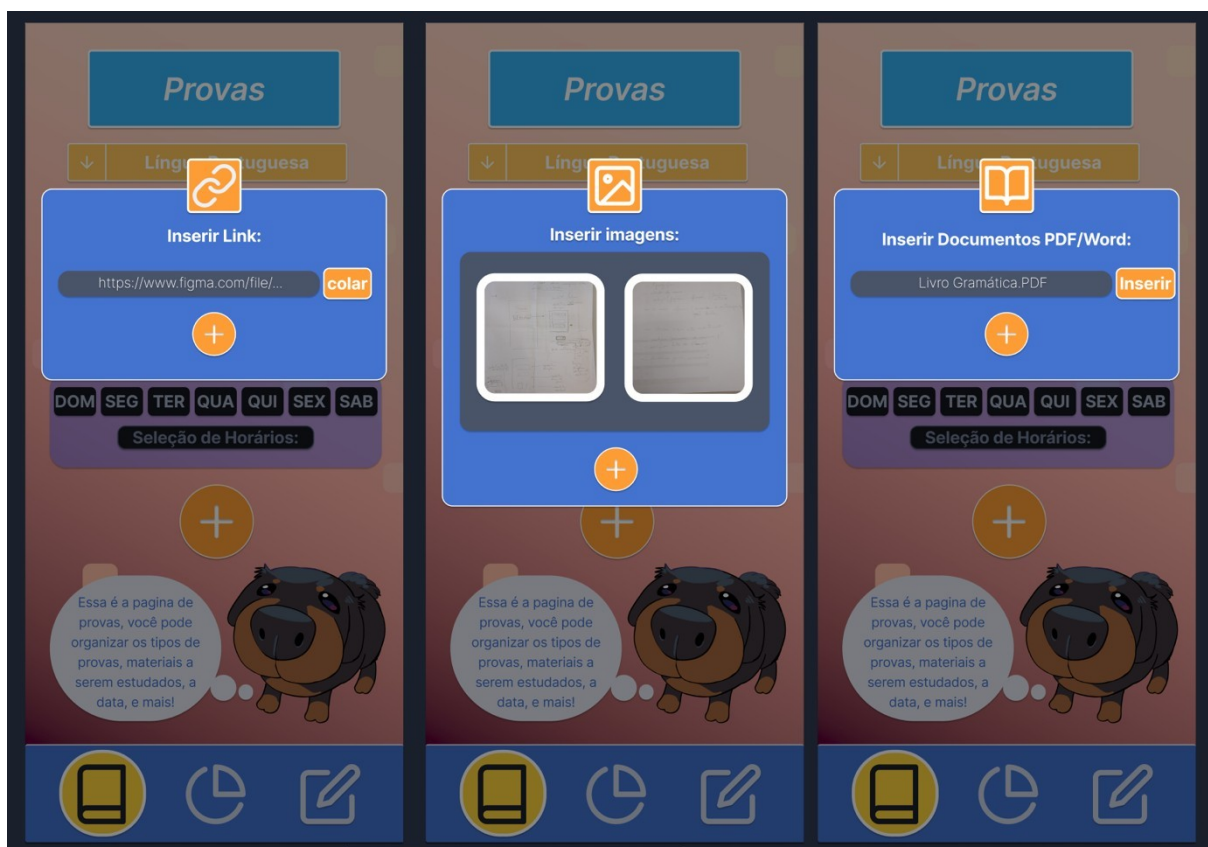 Provas
Língu
tuguesa
Inserir Link:
https://www.figma.com/file/...
colar
DOM SEG TER QUA QUI SEX SAB
Seleção de Horários:
Essa é a pagina de
provas, você pode
organizar os tipos de
provas, materiais a
serem estudados, a
data, e mais!
Provas
Língu
tuguesa
Inserir imagens:
Essa é a pagina de
provas, você pode
organizar os tipos de
provas, materiais a
serem estudados, a
data, e mais!
Provas
Língu
tuguesa
Inserir Documentos PDF/Word:
Livro Gramática.PDF
Inserir
DOM SEG TER QUA QUI SEX SAB
Seleção de Horários:
Essa é a pagina de
provas, você pode
organizar os tipos de
provas, materiais a
serem estudados, a
data, e mais!